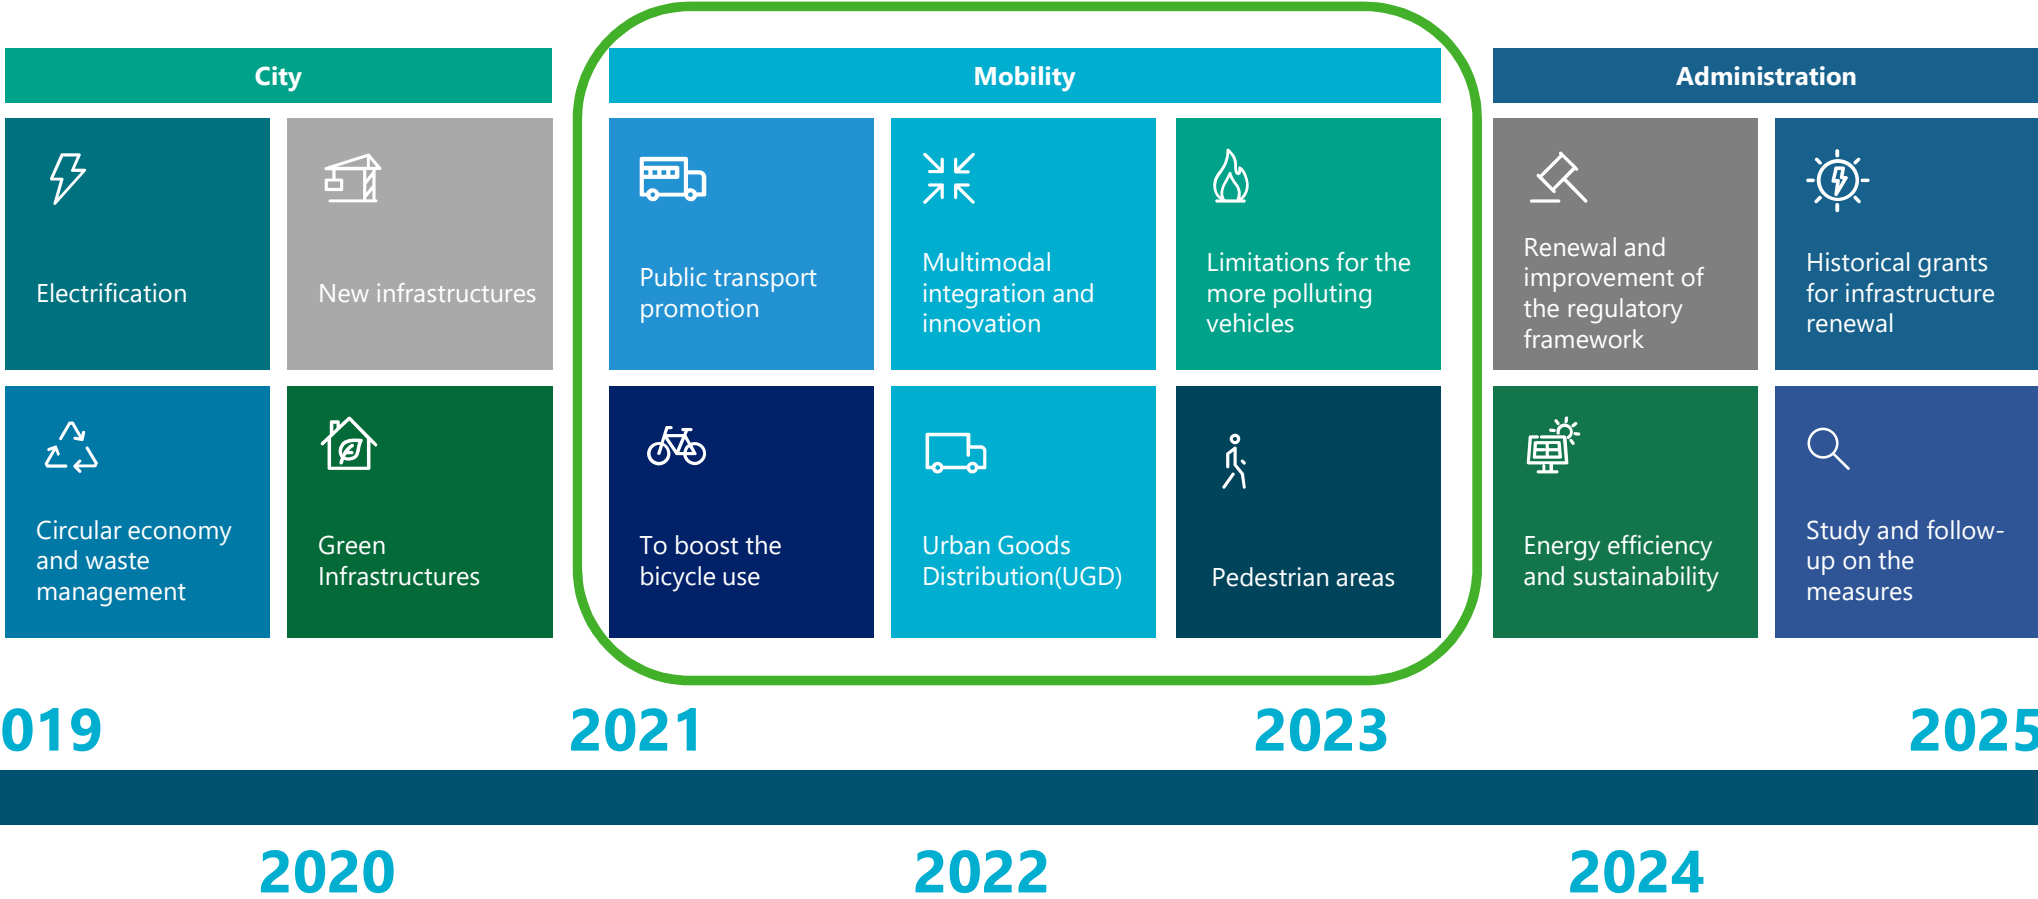 City
Electrification
New infrastructures
Circular economy
and waste
management
Green
Infrastructures
Mobility
Public transport
promotion
Multimodal
integration and
innovation
Limitations for the
more polluting
vehicles
To boost the
bicycle use
Urban Goods
Distribution(UGD)
Pedestrian areas
Administration
Renewal and
improvement of
the regulatory
framework
Historical grants
for infrastructure
renewal
Energy efficiency
and sustainability
Study and follow-
up on the
measures
019
2021
2023
2025
2020
2022
2024